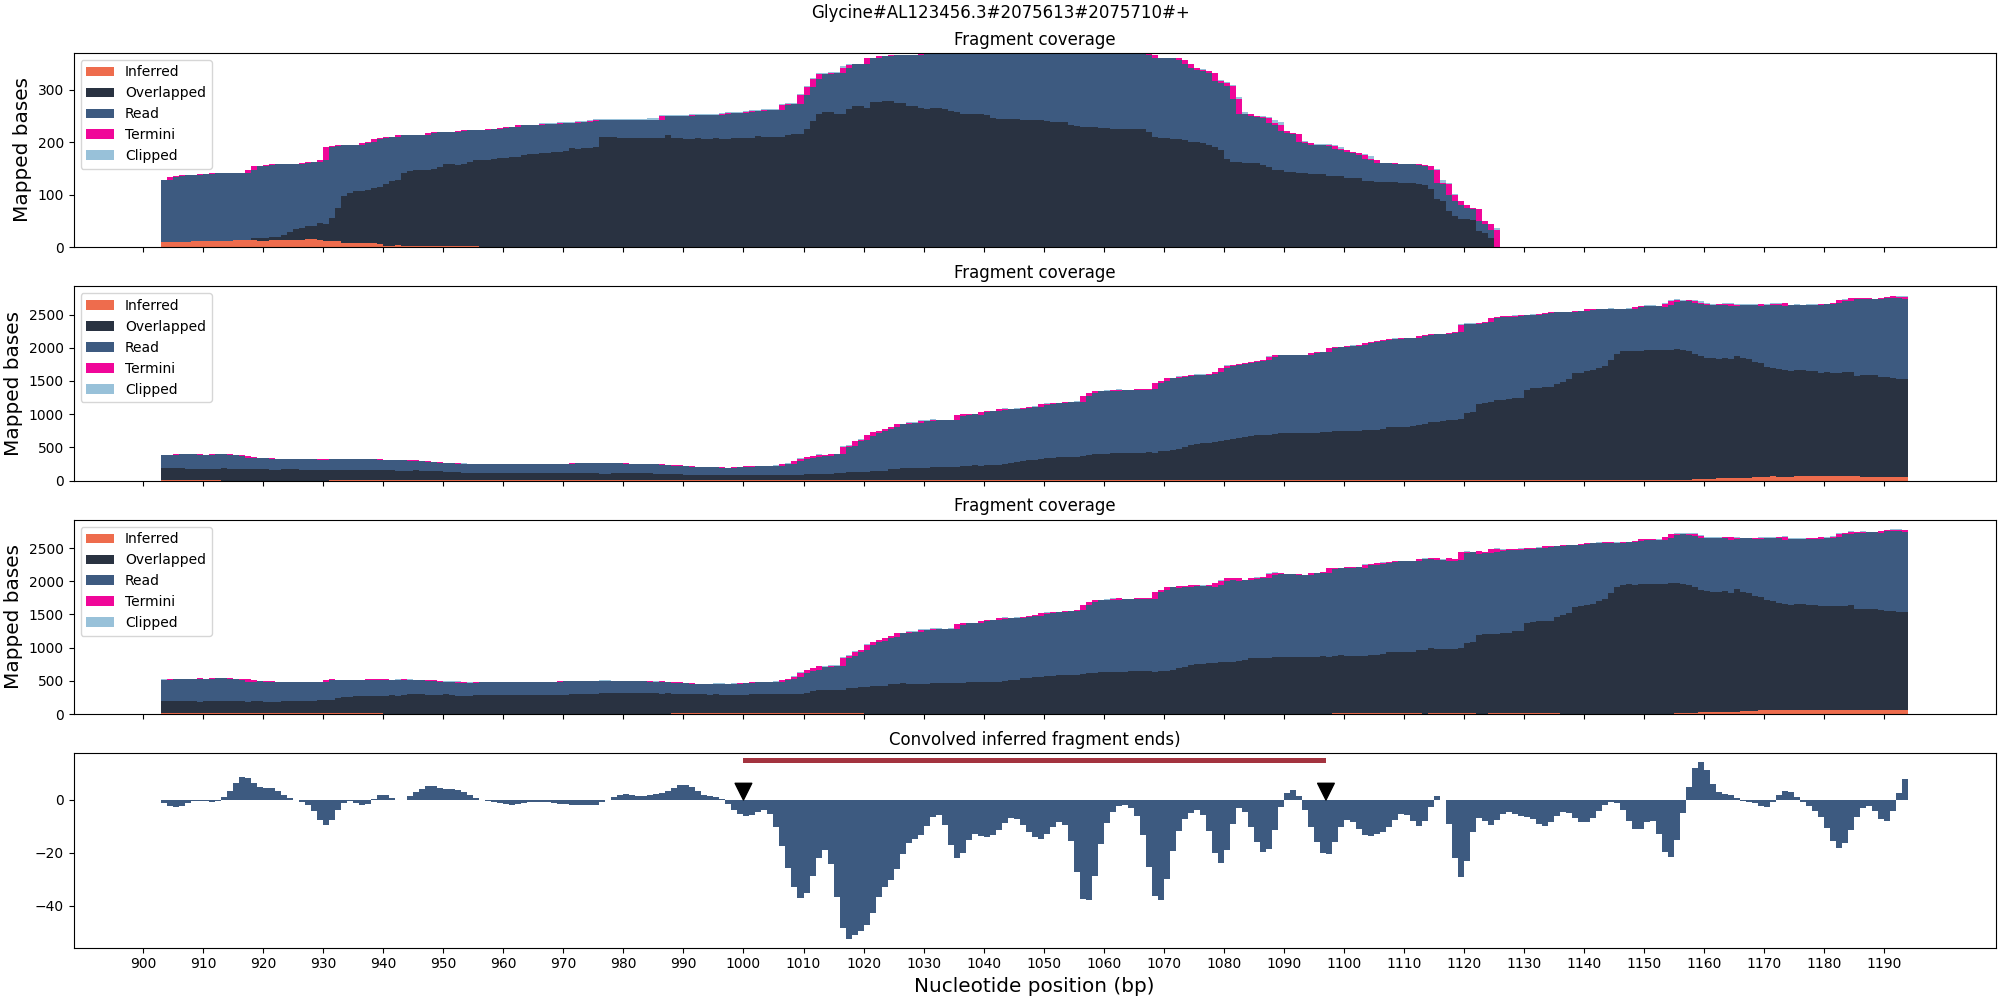 Glycine#AL123456.3#2075613#2075710#+
Fragment coverage
Mapped bases
300
200
100
0
Inferred
Overlapped
Read
Termini
Clipped
Fragment coverage
Mapped bases
2500
2000
1500
1000
500
0
Inferred
Overlapped
Read
Termini
Clipped
Fragment coverage
Mapped bases
2500
2000
1500
1000
500
0
Inferred
Overlapped
Read
Termini
Clipped
Convolved inferred fragment ends)
0
−20
−40
900 910 920 930 940 950 960 970 980 990 1000 1010 1020 1030 1040 1050 1060 1070 1080 1090 1100 1110 1120 1130 1140 1150 1160 1170 1180 1190
Nucleotide position (bp)